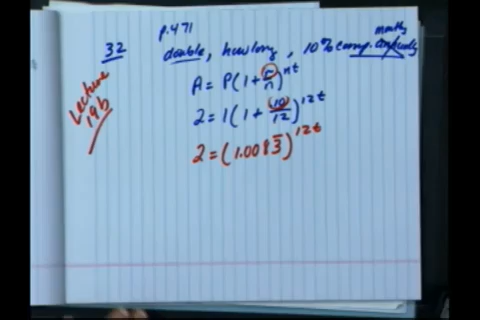 p.471
monthly
32 double, how long, 10% comp. annually
A = P(1 + r/n)^nt
Lecture
19b
2 = 1(1 + .10/12)^12t
2 = (1.0083̅)^12t